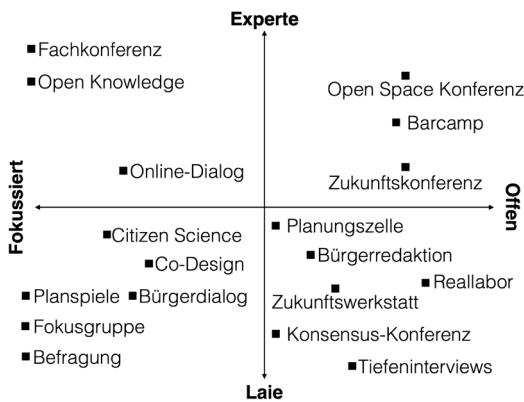 Experte
Fachkonferenz
Open Knowledge
Open Space Konferenz
Barcamp
Online-Dialog
Zukunftskonferenz
Fokussiert
Offen
Citizen Science
Planungszelle
Co-Design
Bürgerredaktion
Reallabor
Planspiele
Bürgerdialog
Zukunftswerkstatt
Fokusgruppe
Konsensus-Konferenz
Befragung
Tiefeninterviews
Laie